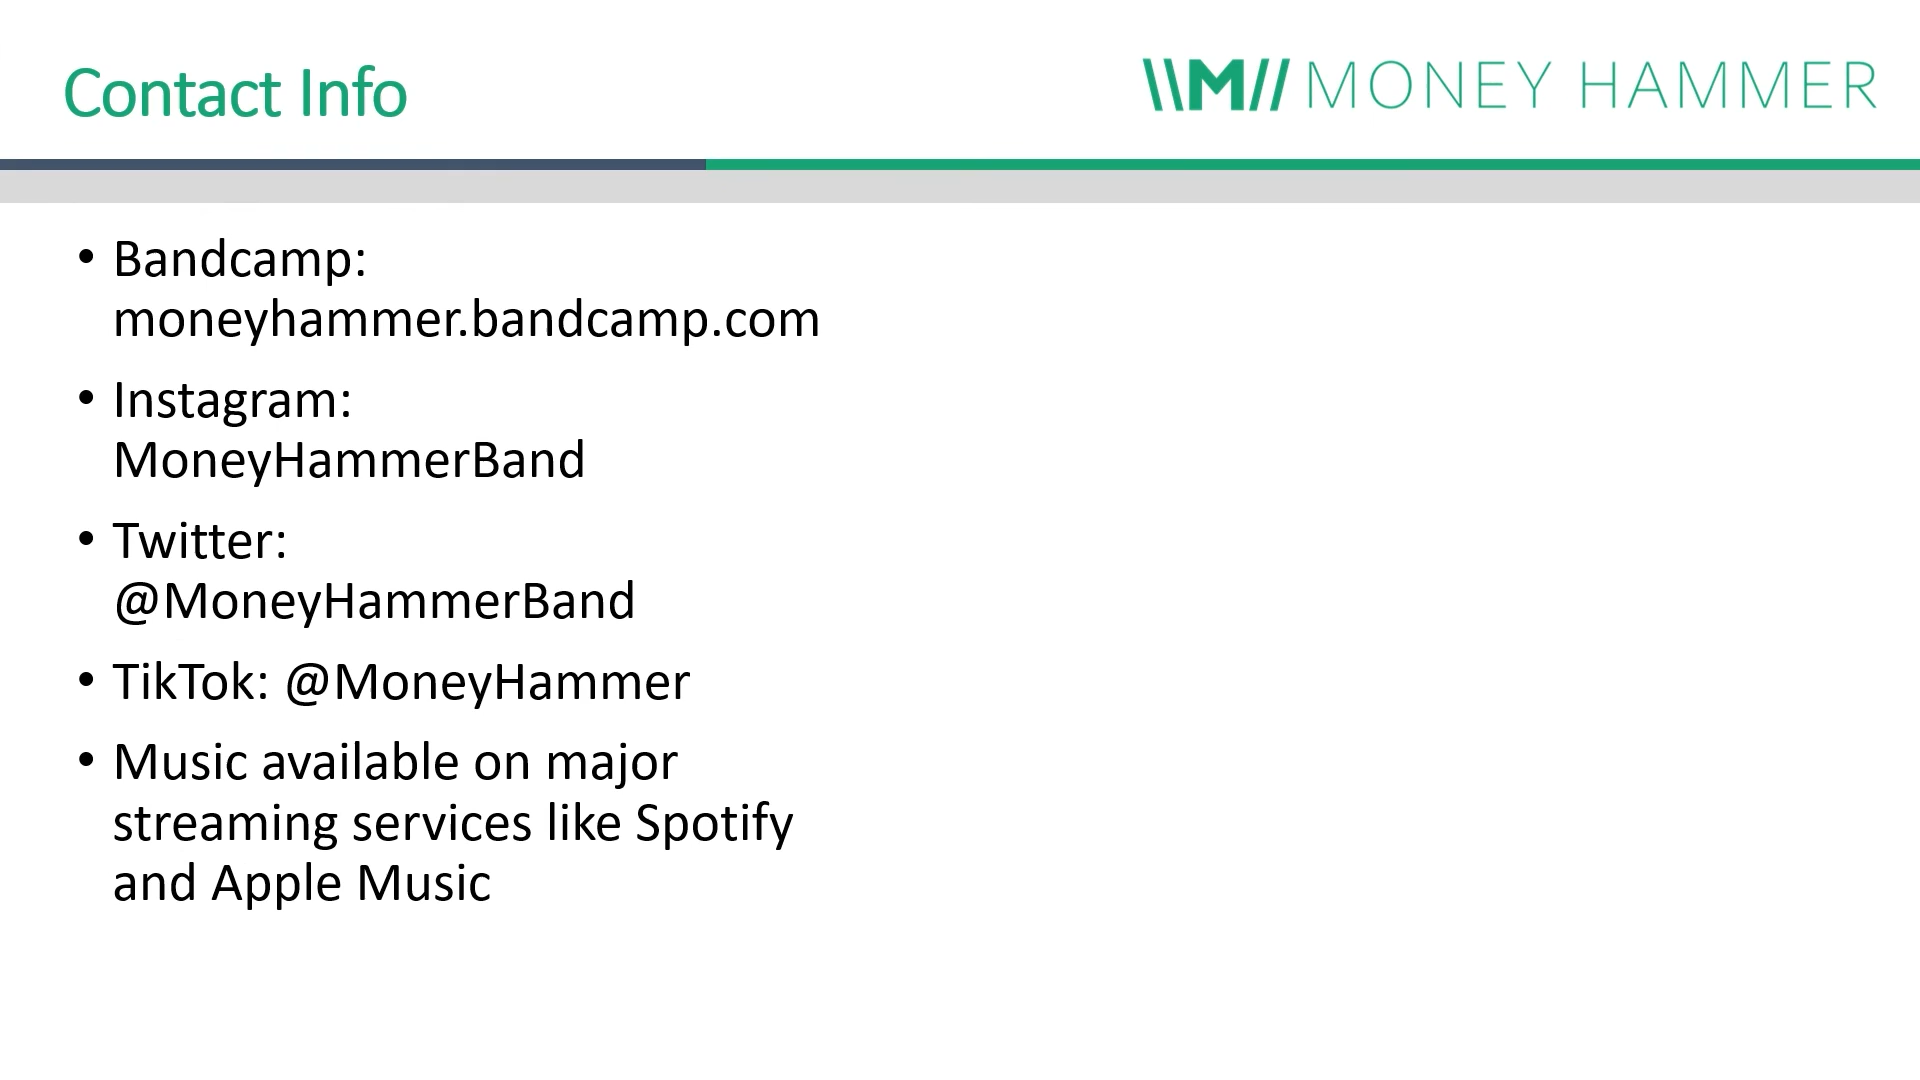 Contact Info
\\M// MONEY HAMMER
• Bandcamp:
moneyhammer.bandcamp.com
• Instagram:
MoneyHammerBand
• Twitter:
@MoneyHammerBand
• TikTok: @MoneyHammer
• Music available on major
streaming services like Spotify
and Apple Music